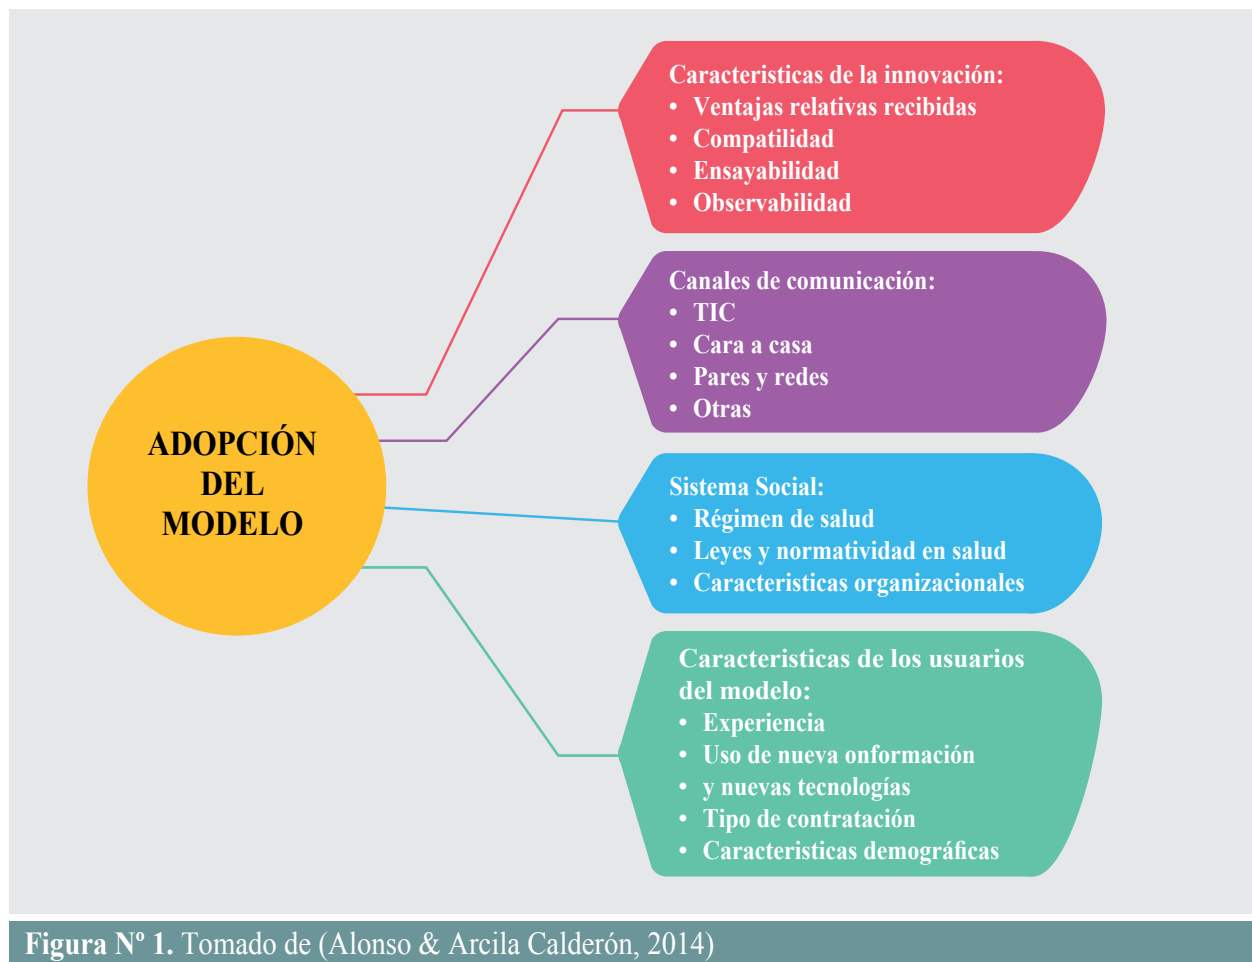 ADOPCIÓN
DEL
MODELO
Caracteristicas de la innovación:
• Ventajas relativas recibidas
• Compatilidad
• Ensayabilidad
• Observabilidad
Canales de comunicación:
• TIC
• Cara a casa
• Pares y redes
• Otras
Sistema Social:
• Régimen de salud
• Leyes y normatividad en salud
• Caracteristicas organizacionales
Caracteristicas de los usuarios
del modelo:
• Experiencia
• Uso de nueva onformación
• y nuevas tecnologías
• Tipo de contratación
• Caracteristicas demográficas
Figura Nº 1. Tomado de (Alonso & Arcila Calderón, 2014)